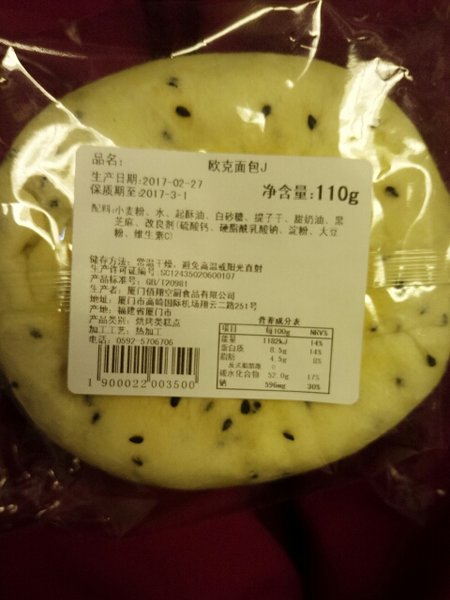 品名: 欧克面包J
生产日期:2017-02-27
保质期至:2017-3-1
净含量:110g
配料:小麦粉、水、起酥油、白砂糖、提子干、甜奶油、黑
芝麻、改良剂(硫酸钙、硬脂酰乳酸钠、淀粉、大豆
粉、维生素C)
储存方法: 常温干燥，避免高温或阳光直射
生产许可证编号:SC12435020600107
产品标准号: GB/T20981
生产者: 厦门佰翔空厨食品有限公司
地址: 厦门市高崎国际机场翔云二路251号
产地: 福建省厦门市
产品类别: 烘烤类糕点
加工工艺: 热加工
电话: 0592-5706706
1 900022 003500
营养成分表
项目 每100g NRV%
能量 1182kJ 14%
蛋白质 8.5g 14%
脂肪 4.5g 8%
反式脂肪酸 0
碳水化合物 52.0g 17%
钠 596mg 30%